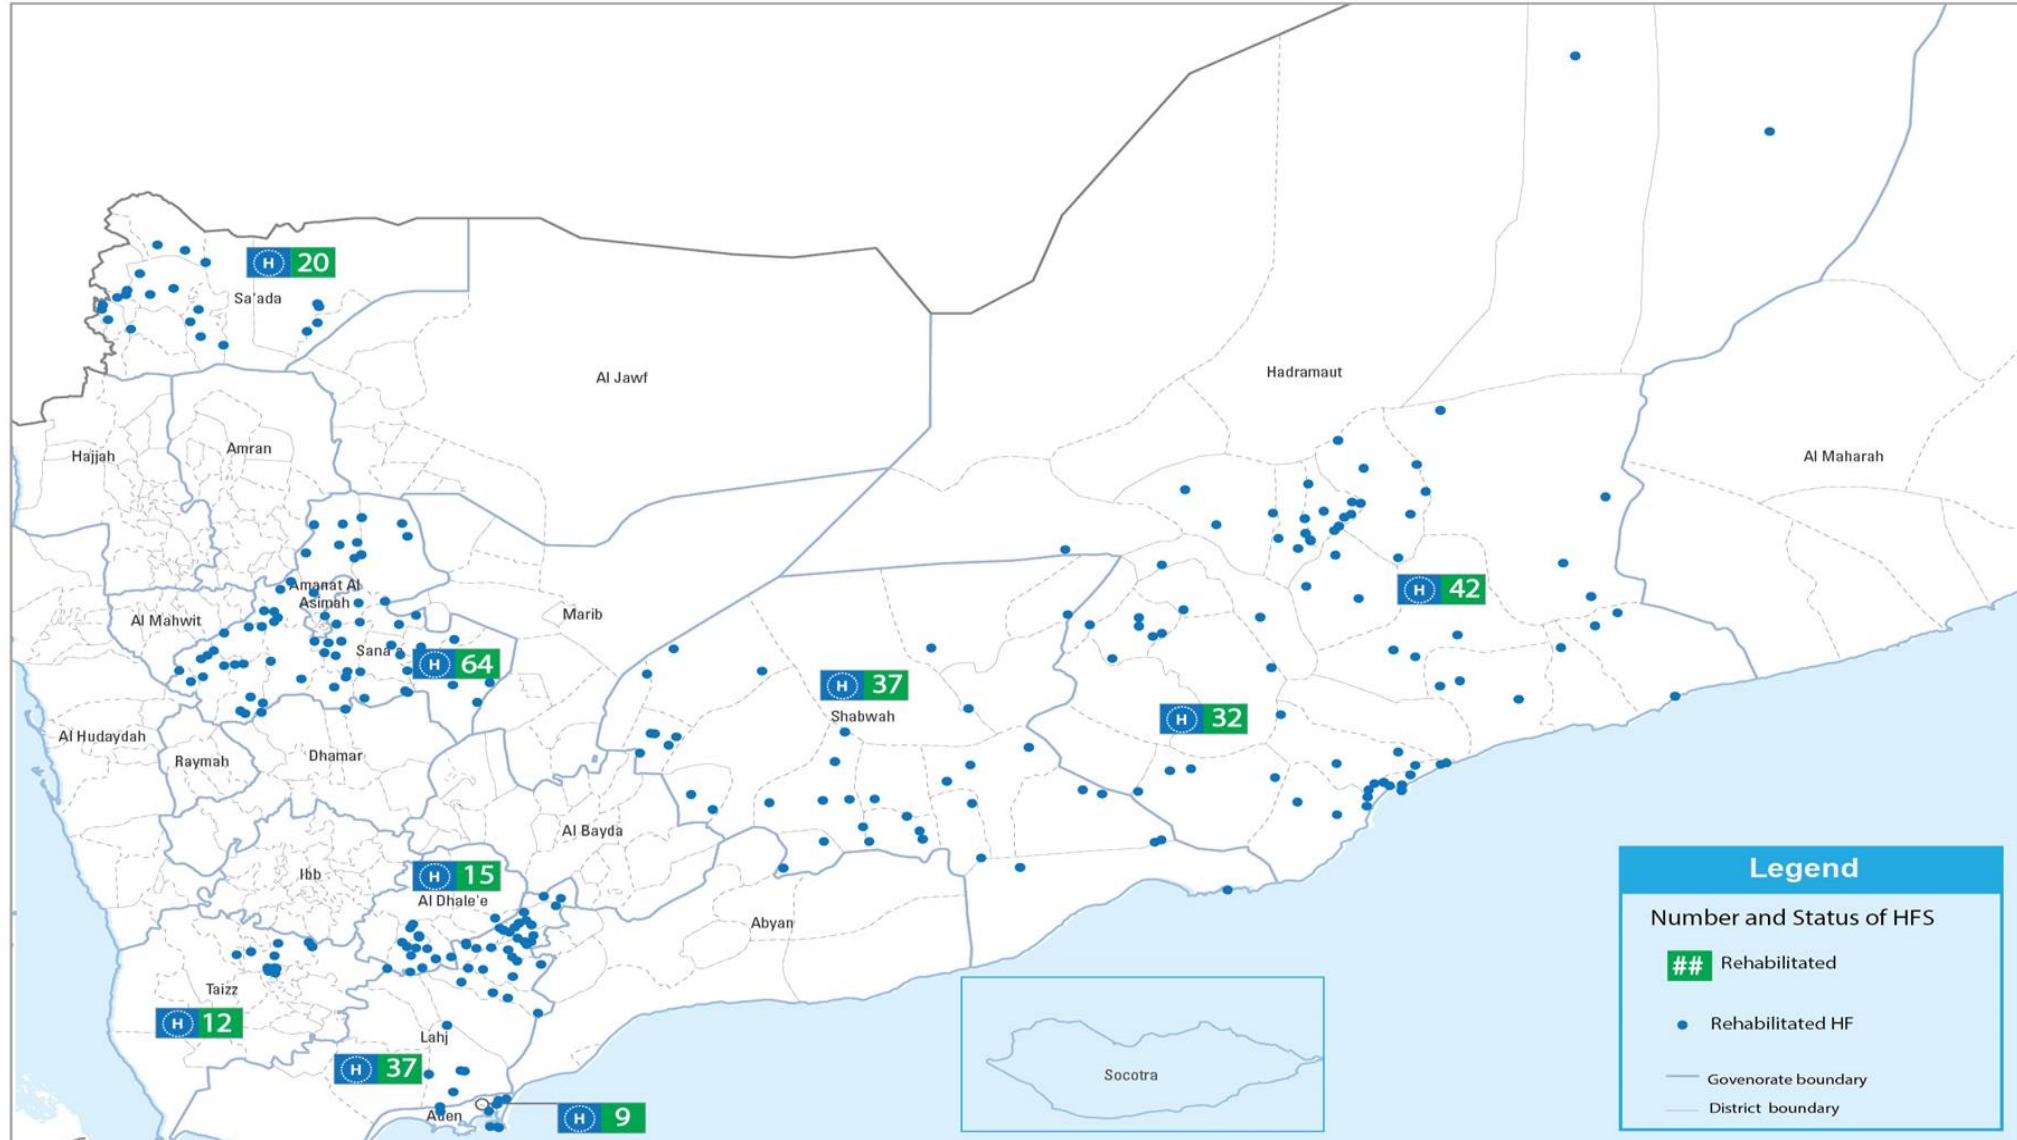 H 20
Sa'ada
Al Jawf
Hadramaut
Hajjah
Amran
Al Maharah
Amanat Al
Asimah
H 42
Al Mahwit
Marib
Sana'a
H 64
H 37
Shabwah
H 32
Al Hudaydah
Raymah
Dhamar
Al Bayda
Ibb
H 15
Al Dhale'e
Abyan
Taizz
H 12
Lahj
H 37
Aden
H 9
Socotra
Legend
Number and Status of HFS
## Rehabilitated
Rehabilitated HF
Govenorate boundary
District boundary